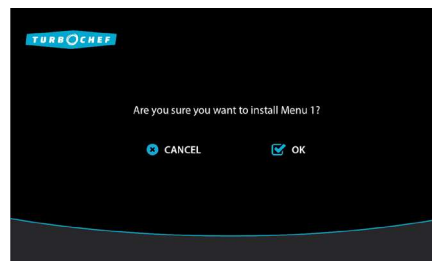 TURBOCHEF
Are you sure you want to install Menu 1?
CANCEL
OK